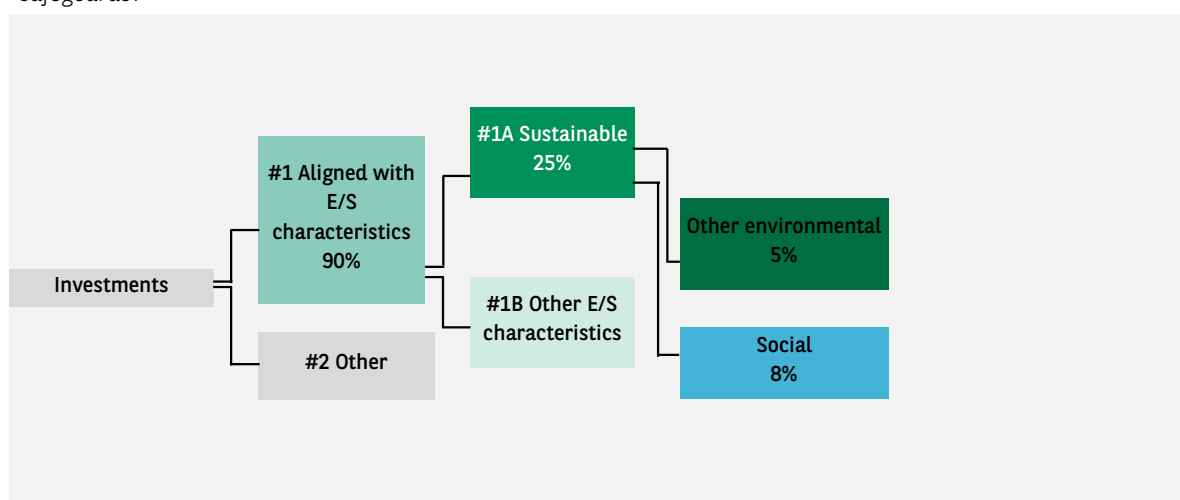 #1A Sustainable
25%
#1 Aligned with
E/S
characteristics
90%
Other environmental
5%
Investments
#1B Other E/S
characteristics
#2 Other
Social
8%